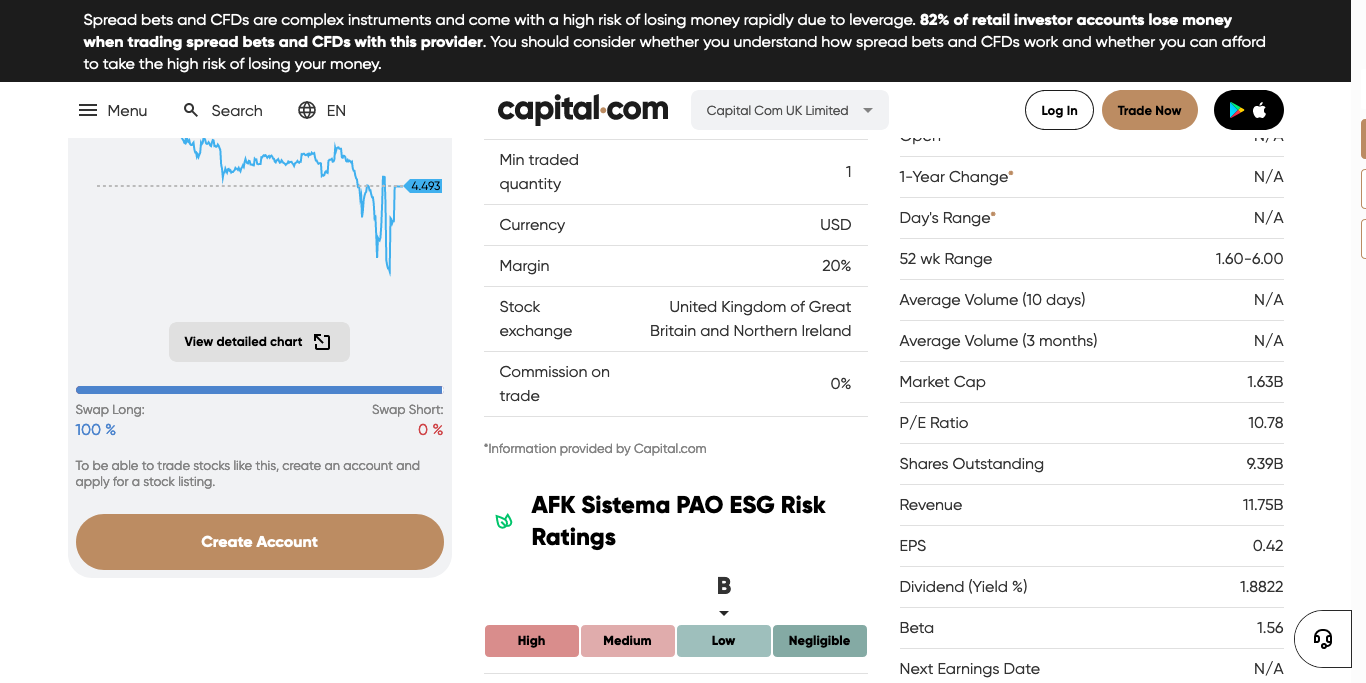 Spread bets and CFDs are complex instruments and come with a high risk of losing money rapidly due to leverage. 82% of retail investor accounts lose money
when trading spread bets and CFDs with this provider. You should consider whether you understand how spread bets and CFDs work and whether you can afford
to take the high risk of losing your money.
Menu
Search
EN
capital.com
Capital Com UK Limited
Log In
Trade Now
4.493
View detailed chart
Swap Long:
Swap Short:
100 %
0 %
To be able to trade stocks like this, create an account and
apply for a stock listing.
Create Account
Min traded
quantity
1
Currency
USD
Margin
20%
Stock
exchange
United Kingdom of Great
Britain and Northern Ireland
Commission on
trade
0%
*Information provided by Capital.com
AFK Sistema PAO ESG Risk
Ratings
B
High
Medium
Low
Negligible
Open
N/A
1-Year Change*
N/A
Day's Range*
N/A
52 wk Range
1.60-6.00
Average Volume (10 days)
N/A
Average Volume (3 months)
N/A
Market Cap
1.63B
P/E Ratio
10.78
Shares Outstanding
9.39B
Revenue
11.75B
EPS
0.42
Dividend (Yield %)
1.8822
Beta
1.56
Next Earnings Date
N/A